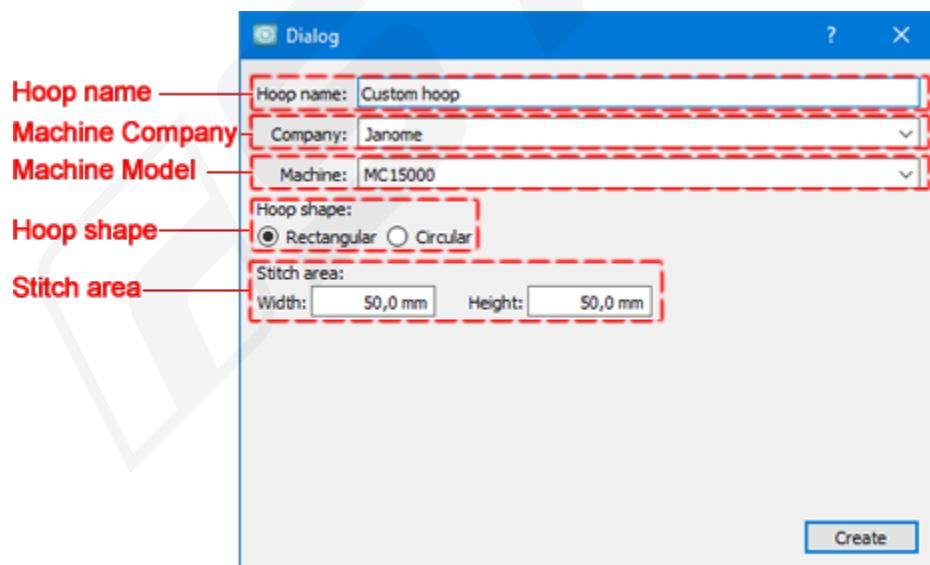 Dialog
Hoop name
Hoop name: Custom hoop
Machine Company
Company: Janome
Machine Model
Machine: MC15000
Hoop shape:
Hoop shape
Rectangular Circular
Stitch area:
Stitch area
Width: 50,0 mm Height: 50,0 mm
Create